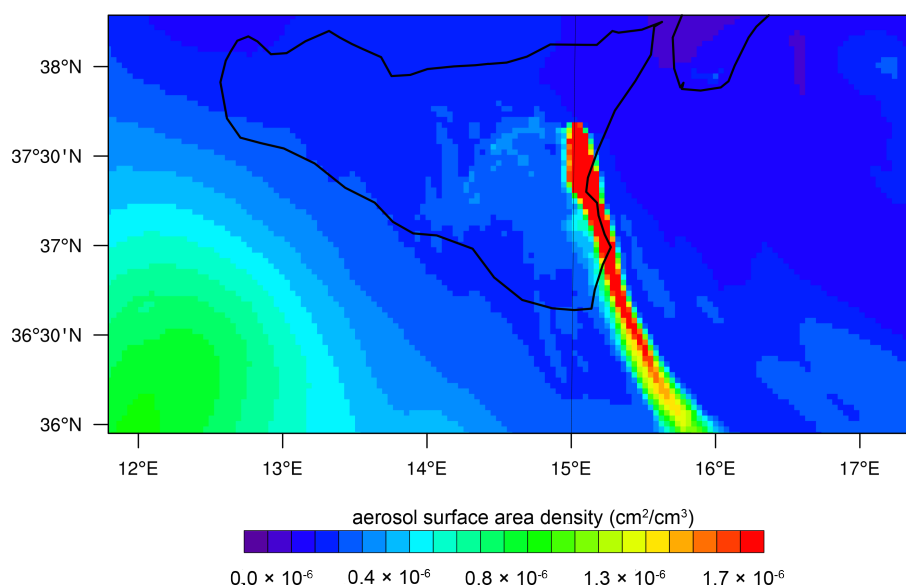 38°N
37°30'N
37°N
36°30'N
36°N
12°E 13°E 14°E 15°E 16°E 17°E
aerosol surface area density (cm²/cm³)
0.0 × 10⁻⁶ 0.4 × 10⁻⁶ 0.8 × 10⁻⁶ 1.3 × 10⁻⁶ 1.7 × 10⁻⁶